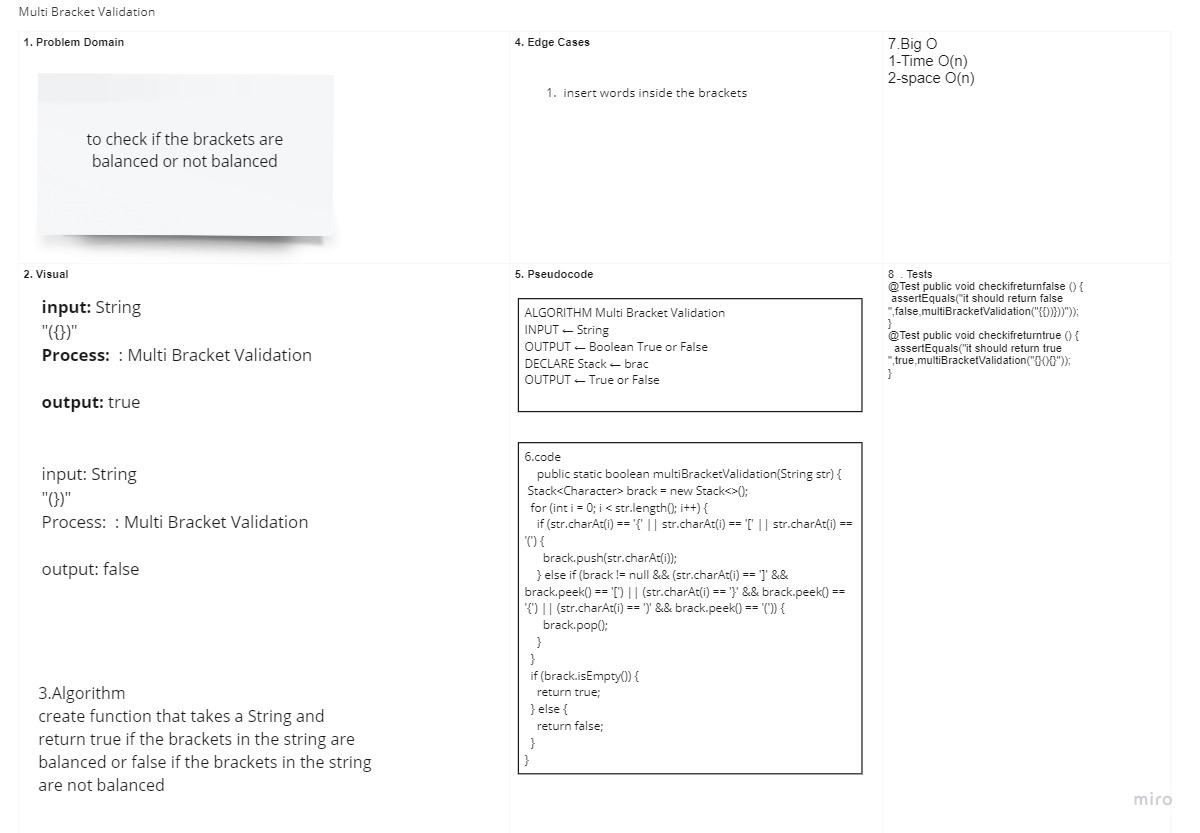 Multi Bracket Validation
1. Problem Domain
to check if the brackets are
balanced or not balanced
2. Visual
input: String
"({})"
Process:  : Multi Bracket Validation
output: true
input: String
"(})"
Process:  : Multi Bracket Validation
output: false
3.Algorithm
create function that takes a String and
return true if the brackets in the string are
balanced or false if the brackets in the string
are not balanced
4. Edge Cases
1. insert words inside the brackets
5. Pseudocode
ALGORITHM Multi Bracket Validation
INPUT ← String
OUTPUT ← Boolean True or False
DECLARE Stack ← brac
OUTPUT ← True or False
6.code
public static boolean multiBracketValidation(String str) {
Stack<Character> brack = new Stack<>();
for (int i = 0; i < str.length(); i++) {
if (str.charAt(i) == '{' || str.charAt(i) == '[' || str.charAt(i) ==
'(') {
brack.push(str.charAt(i));
} else if (brack != null && (str.charAt(i) == ']' &&
brack.peek() == '[') || (str.charAt(i) == '}' && brack.peek() ==
'{') || (str.charAt(i) == ')' && brack.peek() == '(')) {
brack.pop();
}
}
if (brack.isEmpty()) {
return true;
} else {
return false;
}
}
7.Big O
1-Time O(n)
2-space O(n)
8 . Tests
@Test public void checkifreturnfalse () {
assertEquals("it should return false
",false,multiBracketValidation("{{))}))"));
}
@Test public void checkifreturntrue () {
assertEquals("it should return true
",true,multiBracketValidation("{}(){}"));
}
miro